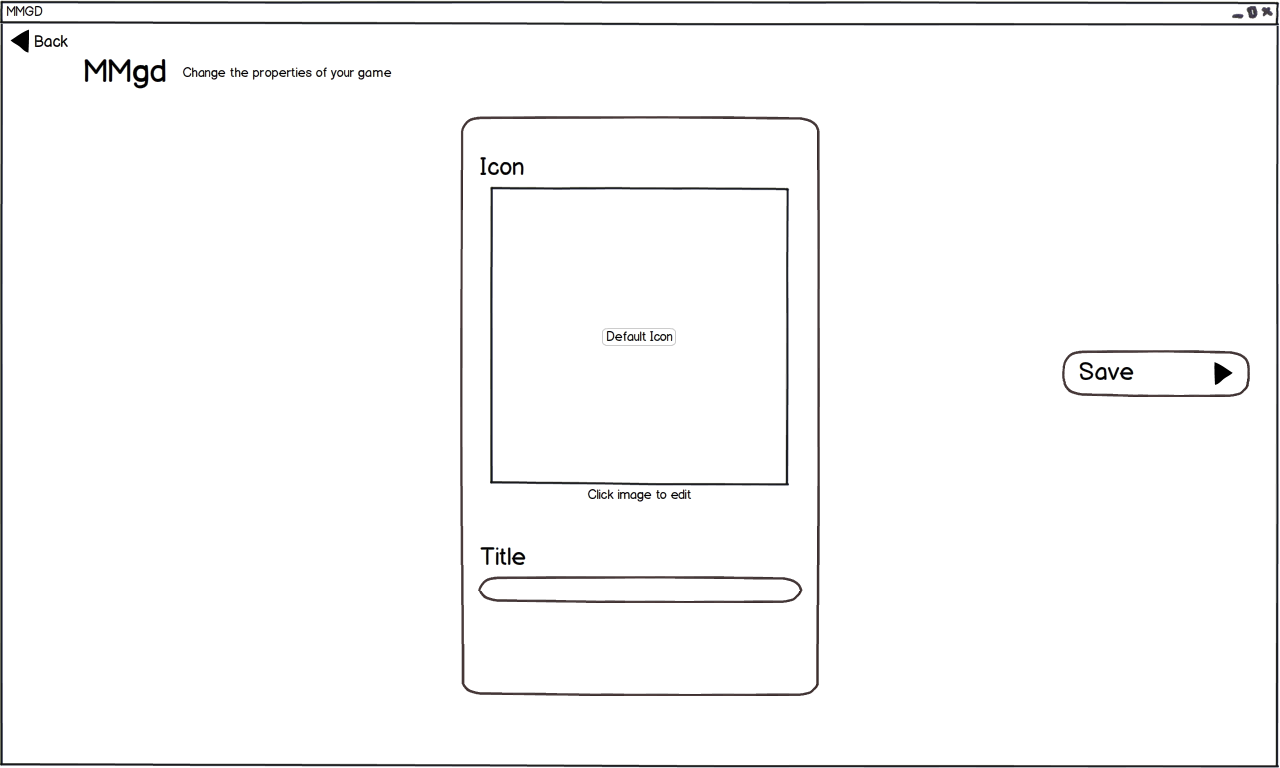 MMGD
Back
MMgd
Change the properties of your game
Icon
Default Icon
Click image to edit
Save
Title